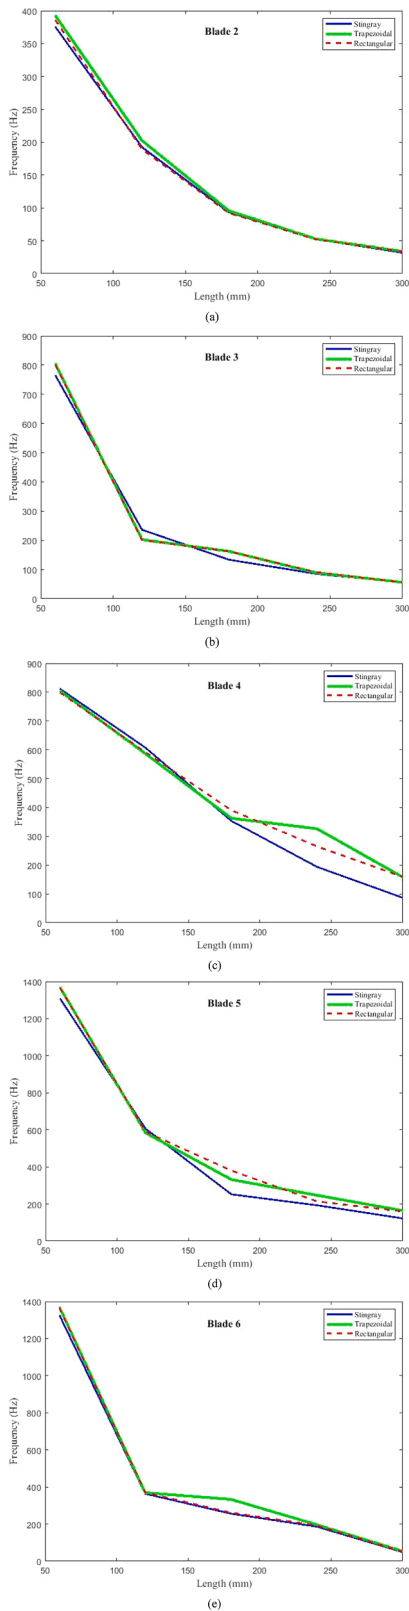 Blade 2
Stingray
Trapezoidal
Rectangular
Frequency (Hz)
400
350
300
250
200
150
100
50
0
50
100
150
200
250
300
Length (mm)
(a)
Blade 3
Stingray
Trapezoidal
Rectangular
Frequency (Hz)
900
800
700
600
500
400
300
200
100
0
50
100
150
200
250
300
Length (mm)
(b)
Blade 4
Stingray
Trapezoidal
Rectangular
Frequency (Hz)
900
800
700
600
500
400
300
200
100
0
50
100
150
200
250
300
Length (mm)
(c)
Blade 5
Stingray
Trapezoidal
Rectangular
Frequency (Hz)
1400
1200
1000
800
600
400
200
0
50
100
150
200
250
300
Length (mm)
(d)
Blade 6
Stingray
Trapezoidal
Rectangular
Frequency (Hz)
1400
1200
1000
800
600
400
200
0
50
100
150
200
250
300
Length (mm)
(e)